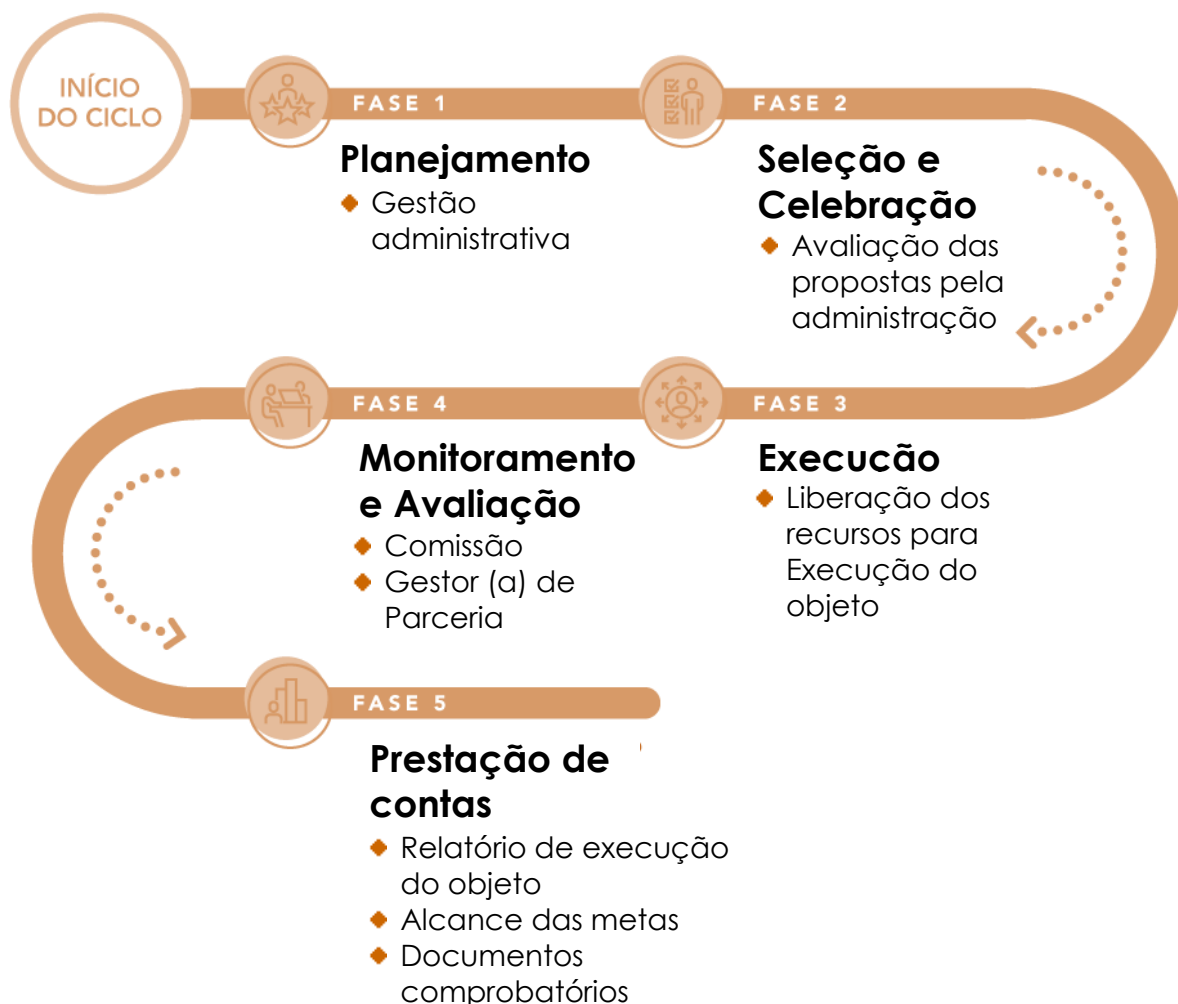 INÍCIO
DO CICLO
FASE 1
Planejamento
Gestão
administrativa
FASE 2
Seleção e
Celebração
Avaliação das
propostas pela
administração
FASE 3
Execucão
Liberação dos
recursos para
Execução do
objeto
FASE 4
Monitoramento
e Avaliação
Comissão
Gestor (a) de
Parceria
FASE 5
Prestação de
contas
Relatório de execução
do objeto
Alcance das metas
Documentos
comprobatórios